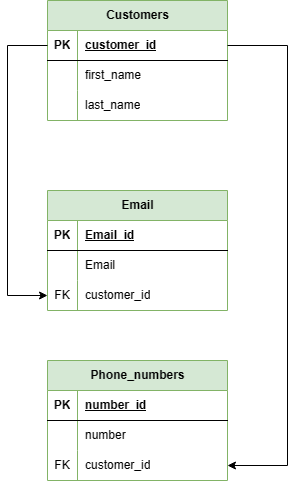 Customers
PK customer_id
first_name
last_name
Email
PK Email_id
Email
FK customer_id
Phone_numbers
PK number_id
number
FK customer_id